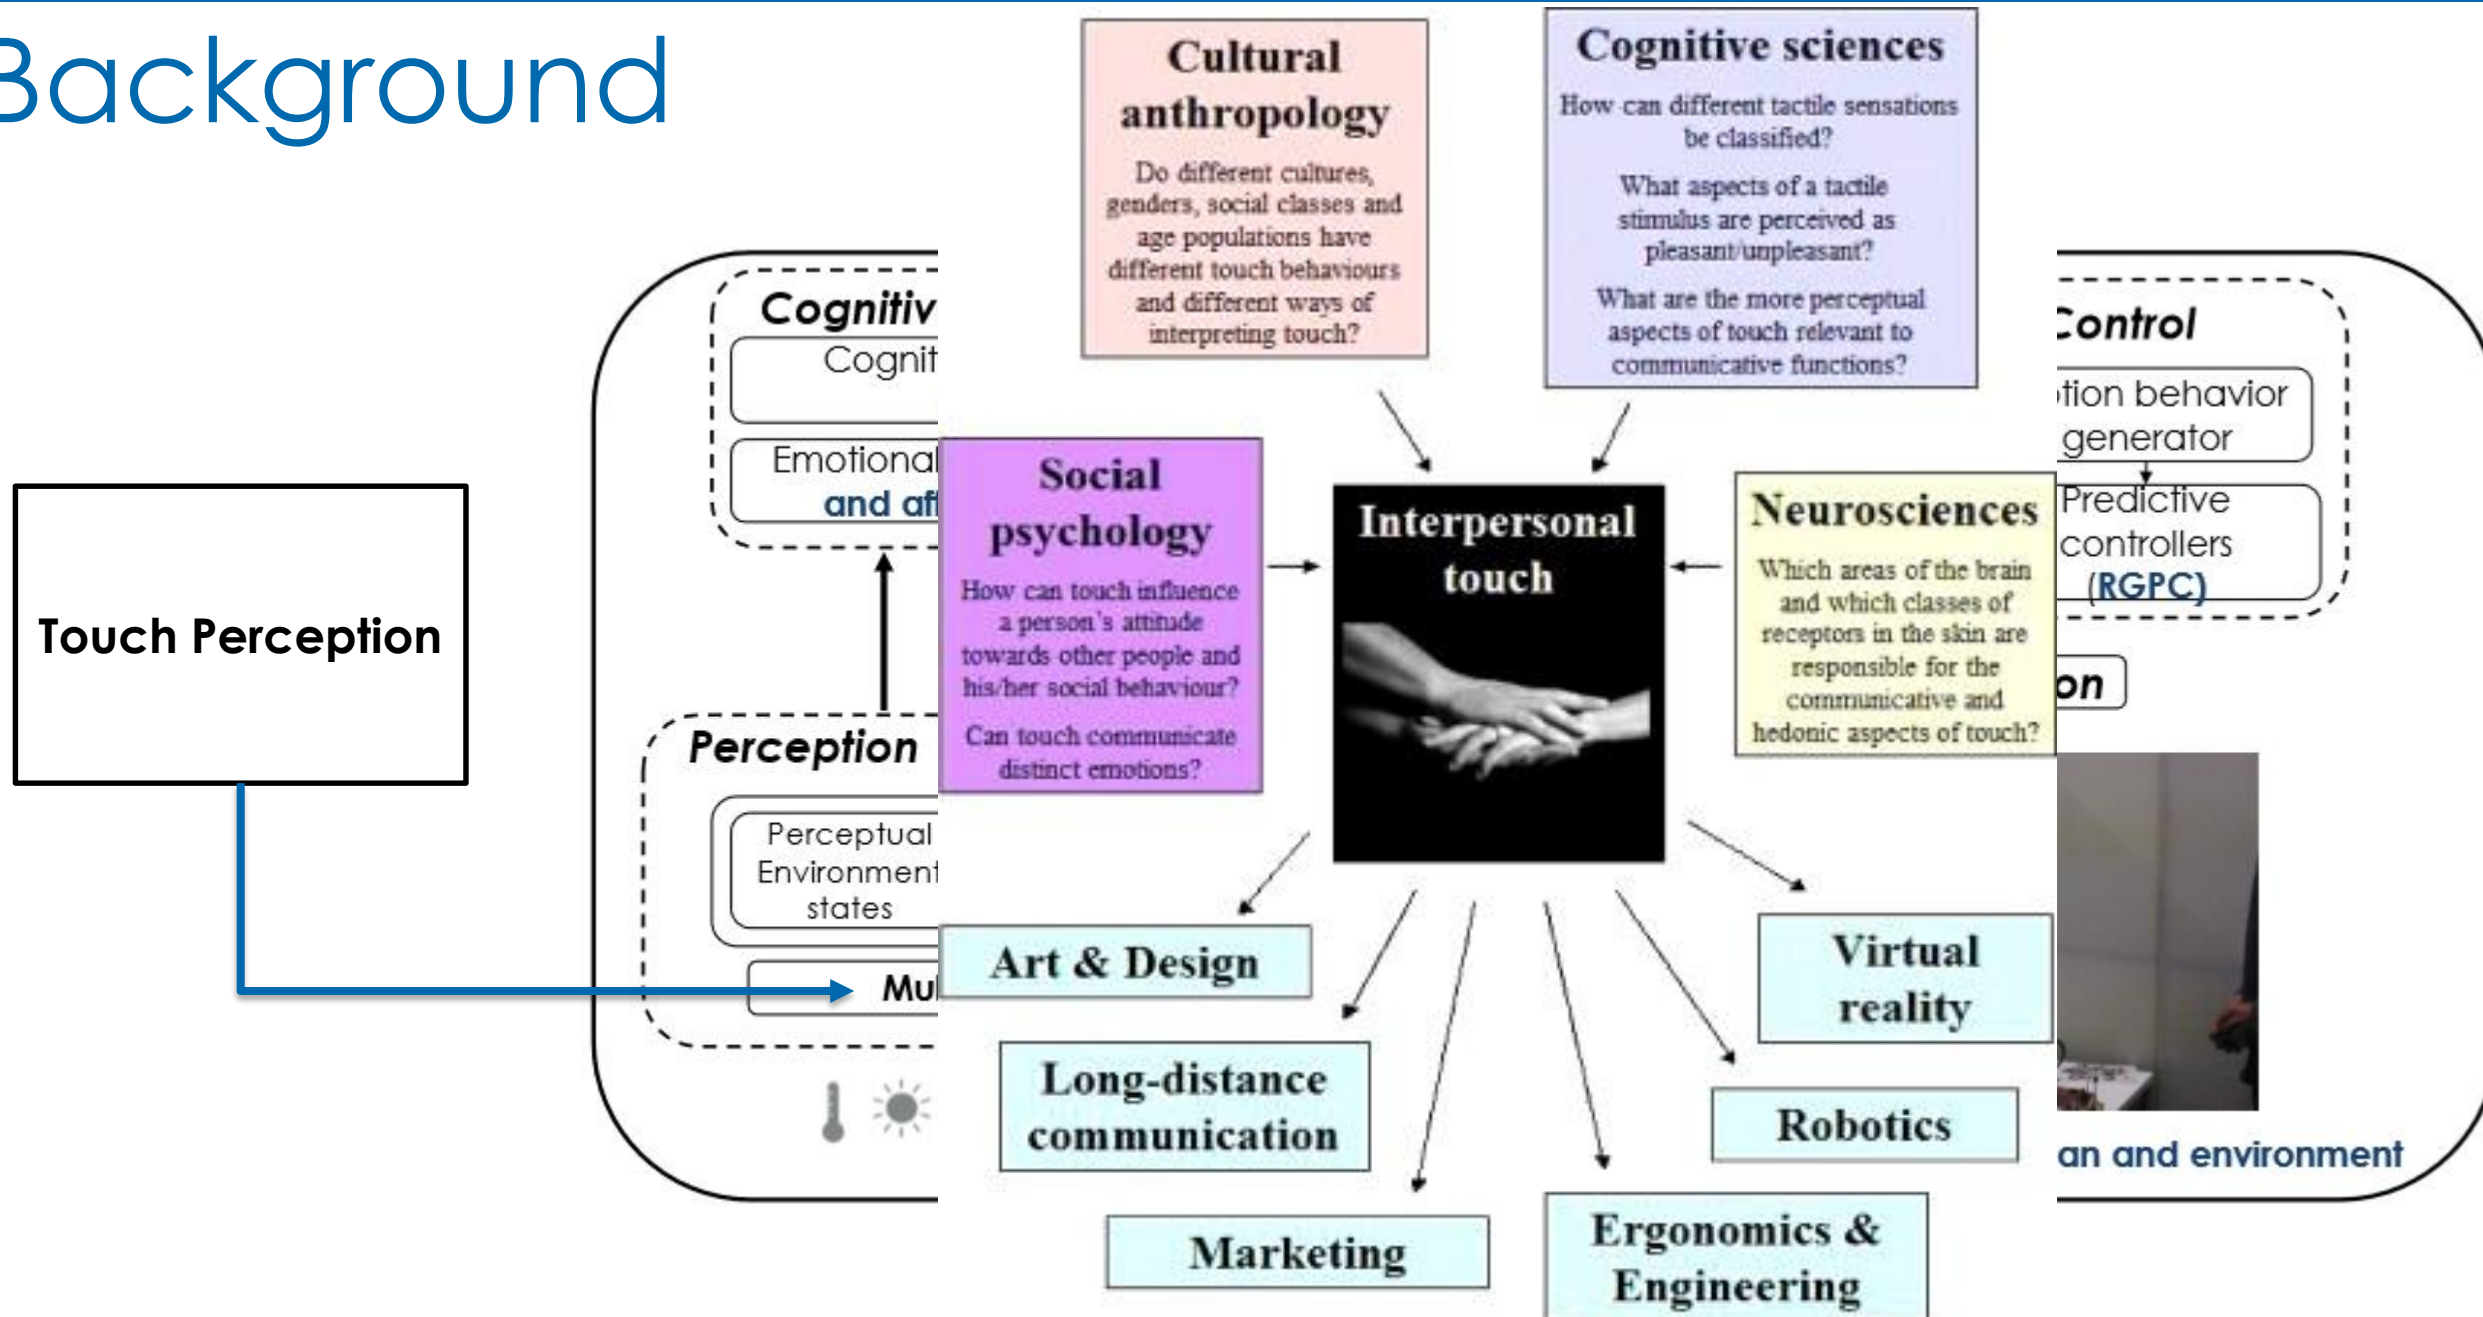 Background
Cultural
anthropology
Do different cultures,
genders, social classes and
age populations have
different touch behaviours
and different ways of
interpreting touch?
Cognitive sciences
How can different tactile sensations
be classified?
What aspects of a tactile
stimulus are perceived as
pleasant/unpleasant?
What are the more perceptual
aspects of touch relevant to
communicative functions?
Touch Perception
Cognitiv
Cognit
Emotional
and af
Perception
Perceptual
Environment
states
Mul
Social
psychology
How can touch influence
a person's attitude
towards other people and
his/her social behaviour?
Can touch communicate
distinct emotions?
Interpersonal
touch
Neurosciences
Which areas of the brain
and which classes of
receptors in the skin are
responsible for the
communicative and
hedonic aspects of touch?
Control
tion behavior
generator
Predictive
controllers
(RGPC)
on
an and environment
Art & Design
Long-distance
communication
Marketing
Ergonomics &
Engineering
Robotics
Virtual
reality